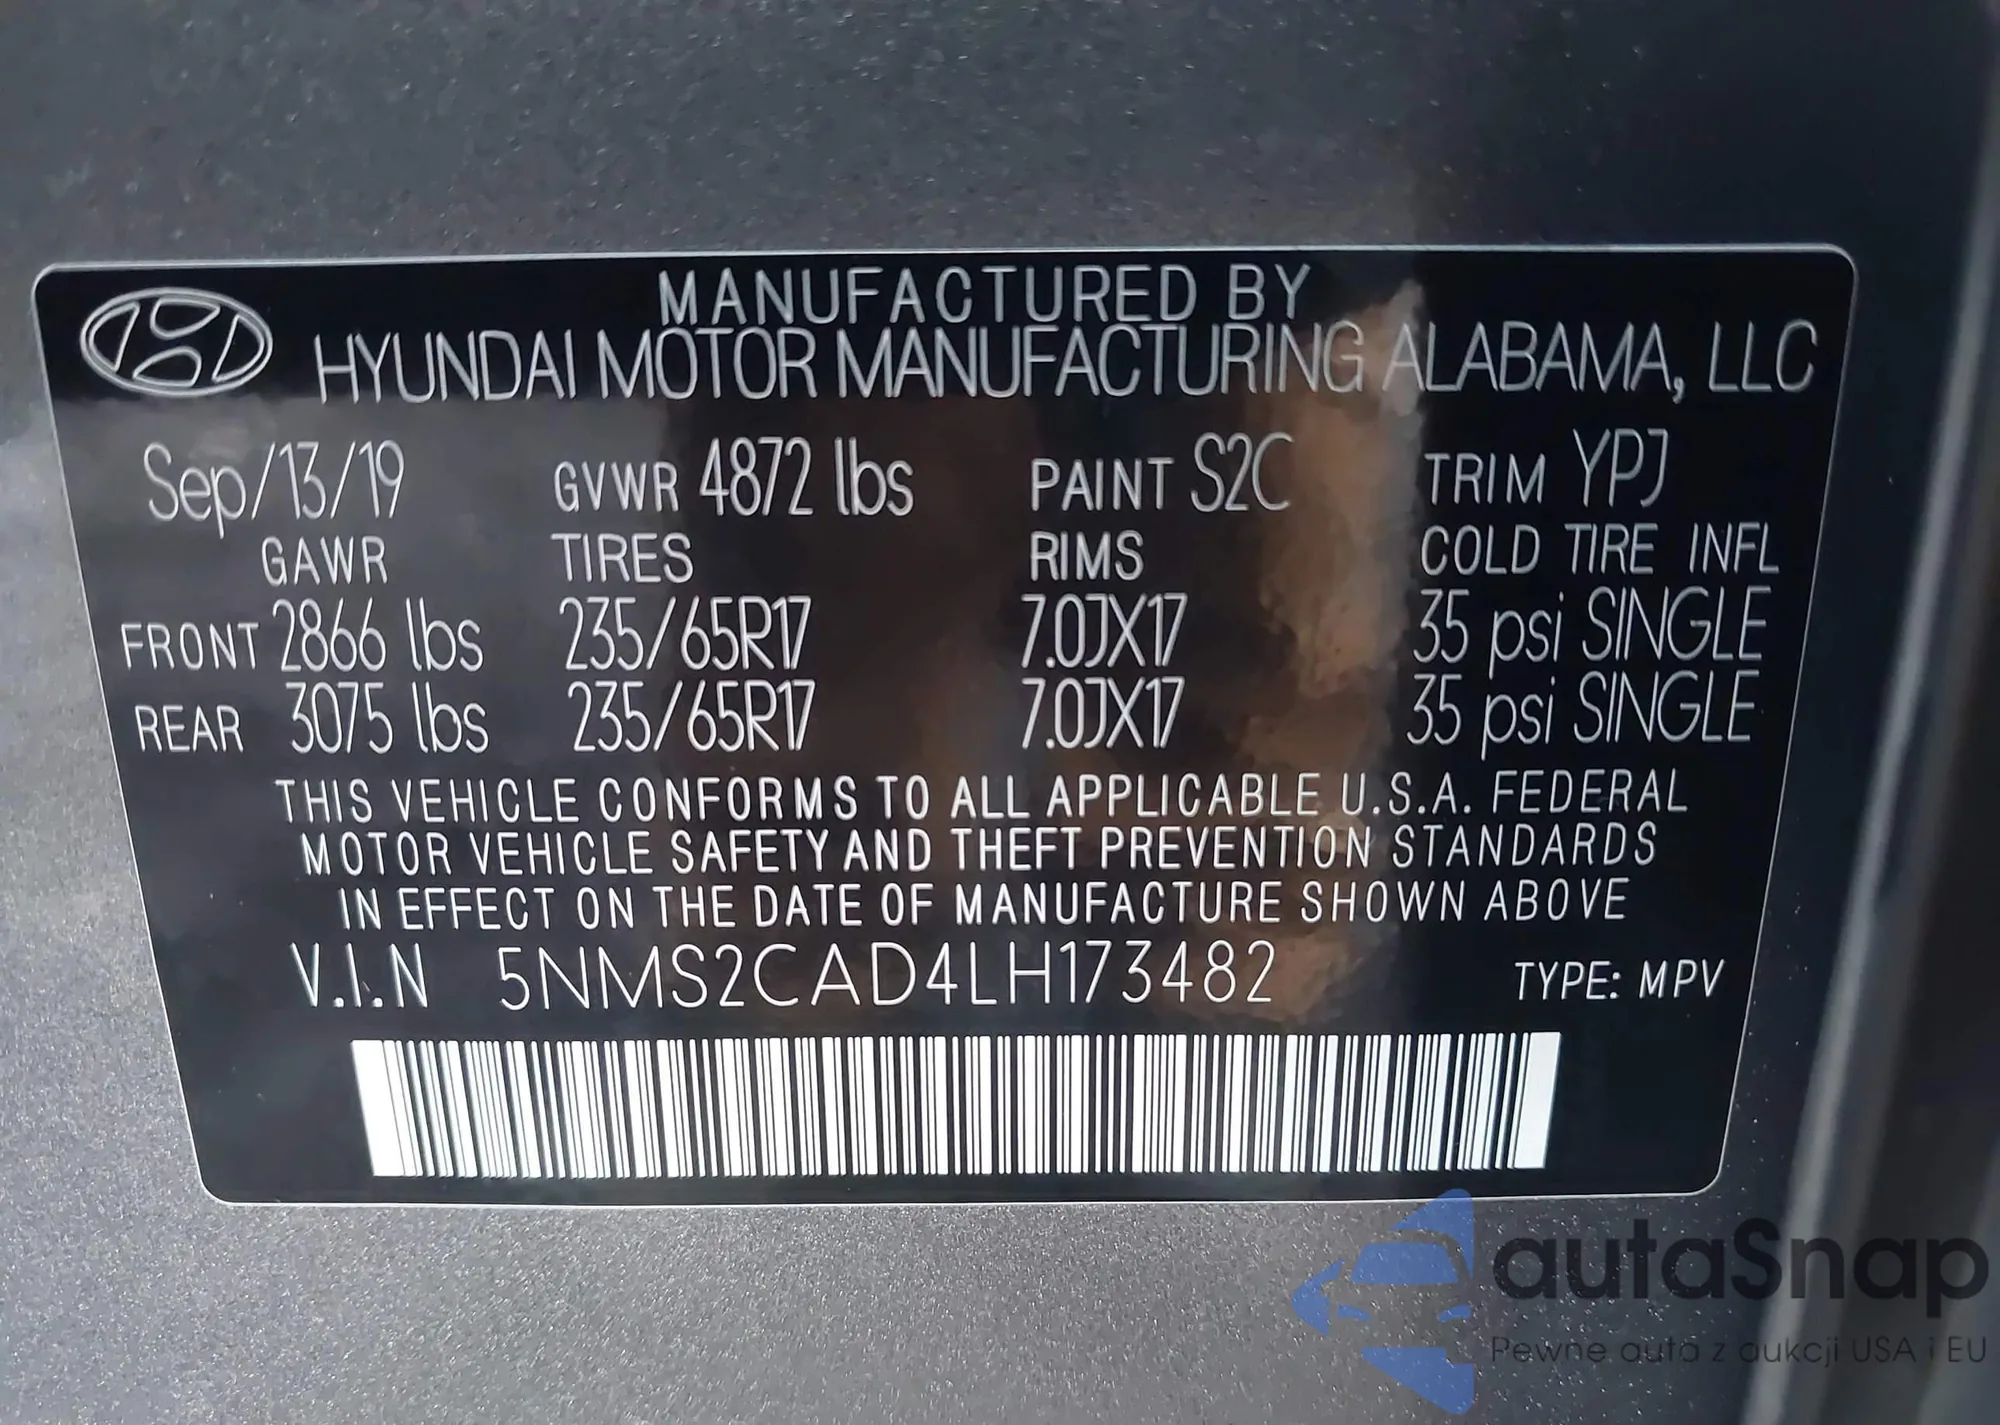 MANUFACTURED BY
HYUNDAI MOTOR MANUFACTURING ALABAMA, LLC
Sep/13/19 GVWR 4872 lbs PAINT S2C TRIM YPJ
GAWR TIRES RIMS COLD TIRE INFL
FRONT 2866 lbs 235/65R17 7.0JX17 35 psi SINGLE
REAR 3075 lbs 235/65R17 7.0JX17 35 psi SINGLE
THIS VEHICLE CONFORMS TO ALL APPLICABLE U.S.A. FEDERAL
MOTOR VEHICLE SAFETY AND THEFT PREVENTION STANDARDS
IN EFFECT ON THE DATE OF MANUFACTURE SHOWN ABOVE
V.I.N 5NMS2CAD4LH173482 TYPE: MPV
autaSnap
Pewne auta z aukcji USA i EU